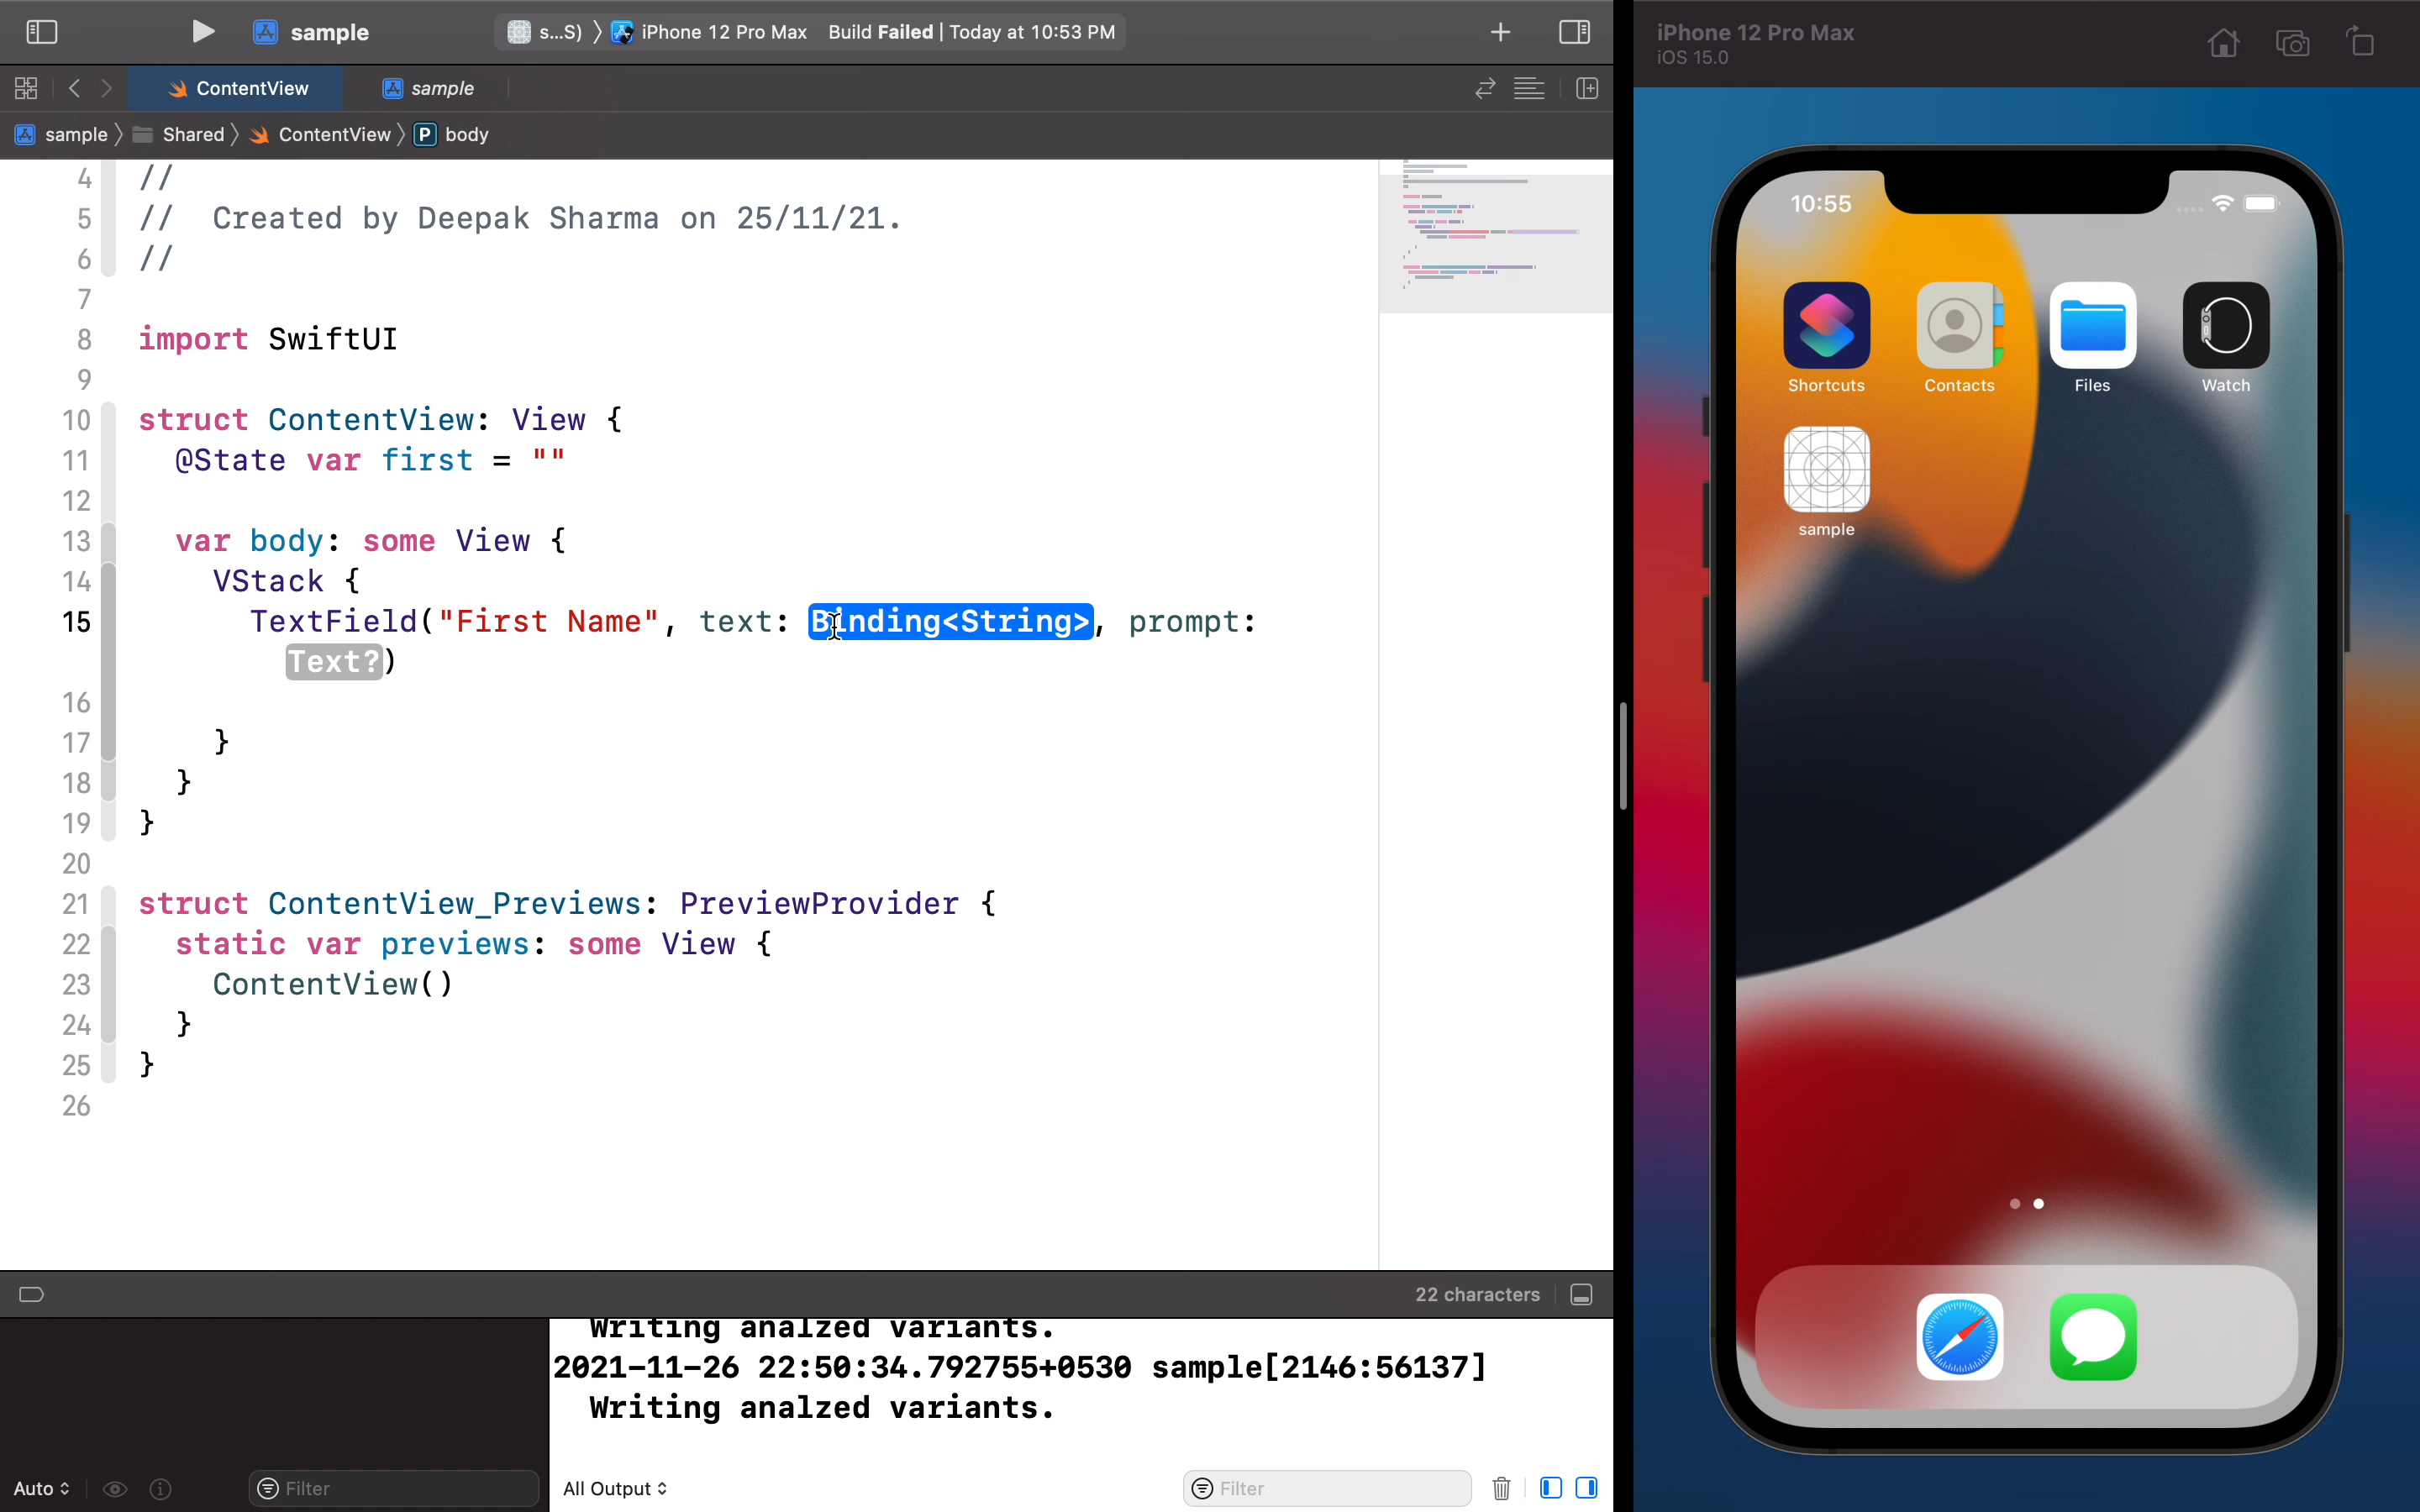 sample
s...S) 〉 iPhone 12 Pro Max Build Failed | Today at 10:53 PM
ContentView
sample
sample 〉 Shared 〉 ContentView 〉 P body
4 //
5 // Created by Deepak Sharma on 25/11/21.
6 //
7
8 import SwiftUI
9
10 struct ContentView: View {
11 @State var first = ""
12
13 var body: some View {
14 VStack {
15 TextField("First Name", text: Binding<String>, prompt:
Text?)
16
17 }
18 }
19 }
20
21 struct ContentView_Previews: PreviewProvider {
22 static var previews: some View {
23 ContentView()
24 }
25 }
26
22 characters
Writing analzed variants.
2021-11-26 22:50:34.792755+0530 sample[2146:56137]
Writing analzed variants.
Auto
Filter
All Output
Filter
iPhone 12 Pro Max
iOS 15.0
10:55
Shortcuts
Contacts
Files
Watch
sample